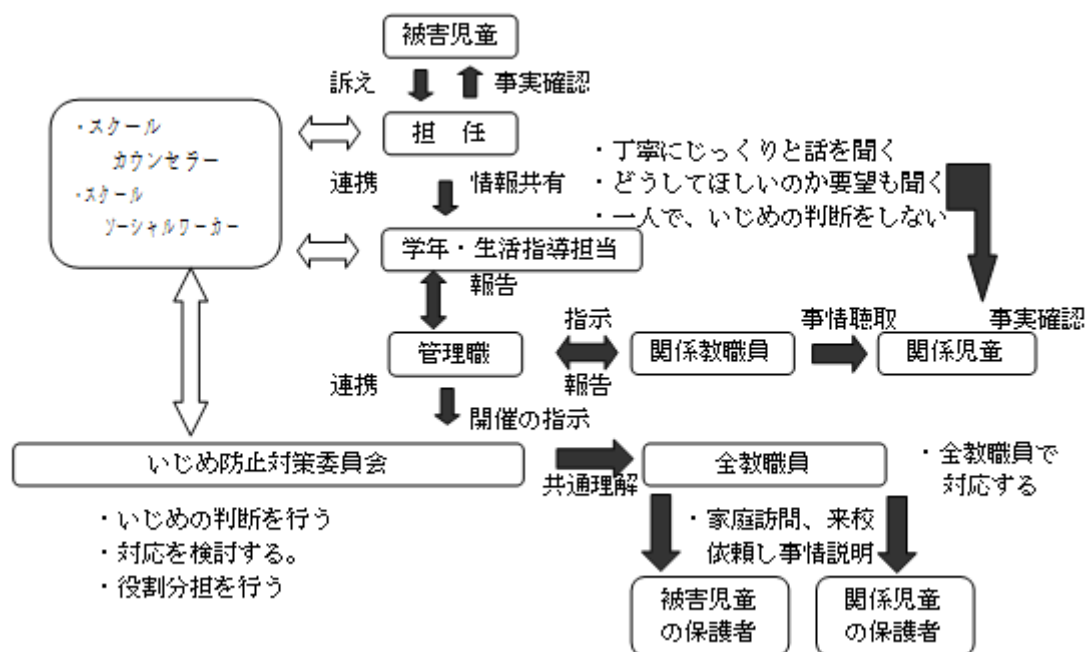 被害児童
訴え
事実確認
・スクール
カウンセラー
・スクール
ソーシャルワーカー
担　任
・丁寧にじっくりと話を聞く
・どうしてほしいのか要望も聞く
・一人で、いじめの判断をしない
連携
情報共有
学年・生活指導担当
報告
指示
事情聴取
事実確認
管理職
関係教職員
関係児童
報告
連携
開催の指示
いじめ防止対策委員会
全教職員
・全教職員で
対応する
共通理解
・いじめの判断を行う
・対応を検討する。
・役割分担を行う
・家庭訪問、来校
依頼し事情説明
被害児童
の保護者
関係児童
の保護者